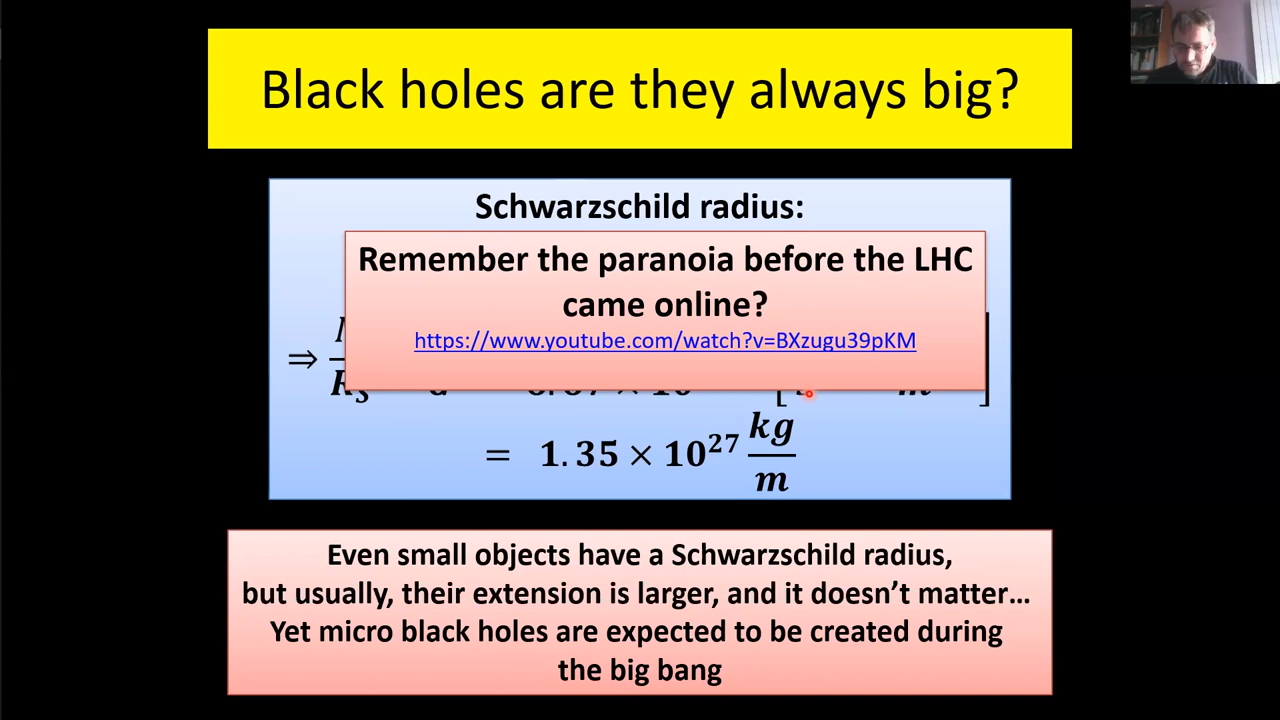 Black holes are they always big?
Schwarzschild radius:
Remember the paranoia before the LHC
came online?
https://www.youtube.com/watch?v=BXzugu39pKM
⇒
= 1.35 × 10²⁷ kg/m
Even small objects have a Schwarzschild radius,
but usually, their extension is larger, and it doesn’t matter…
Yet micro black holes are expected to be created during
the big bang